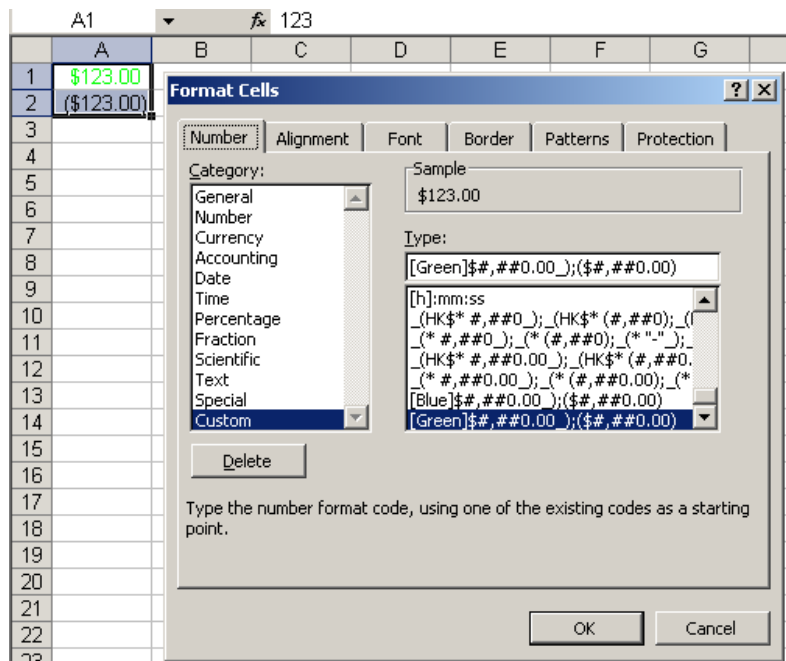 A1 fx 123
A B C D E F G
1 $123.00
2 ($123.00)
3
4
5
6
7
8
9
10
11
12
13
14
15
16
17
18
19
20
21
22
23
Format Cells
Number Alignment Font Border Patterns Protection
Category:
General
Number
Currency
Accounting
Date
Time
Percentage
Fraction
Scientific
Text
Special
Custom
Sample
$123.00
Type:
[Green]$#,##0.00_);($#,##0.00)
[h]:mm:ss
_(HK$* #,##0_);_(HK$* (#,##0);_(
_(* #,##0_);_(* (#,##0);_(* "-"_);_
_(HK$* #,##0.00_);_(HK$* (#,##0.
_(* #,##0.00_);_(* (#,##0.00);_(*
[Blue]$#,##0.00_);($#,##0.00)
[Green]$#,##0.00_);($#,##0.00)
Delete
Type the number format code, using one of the existing codes as a starting
point.
OK Cancel